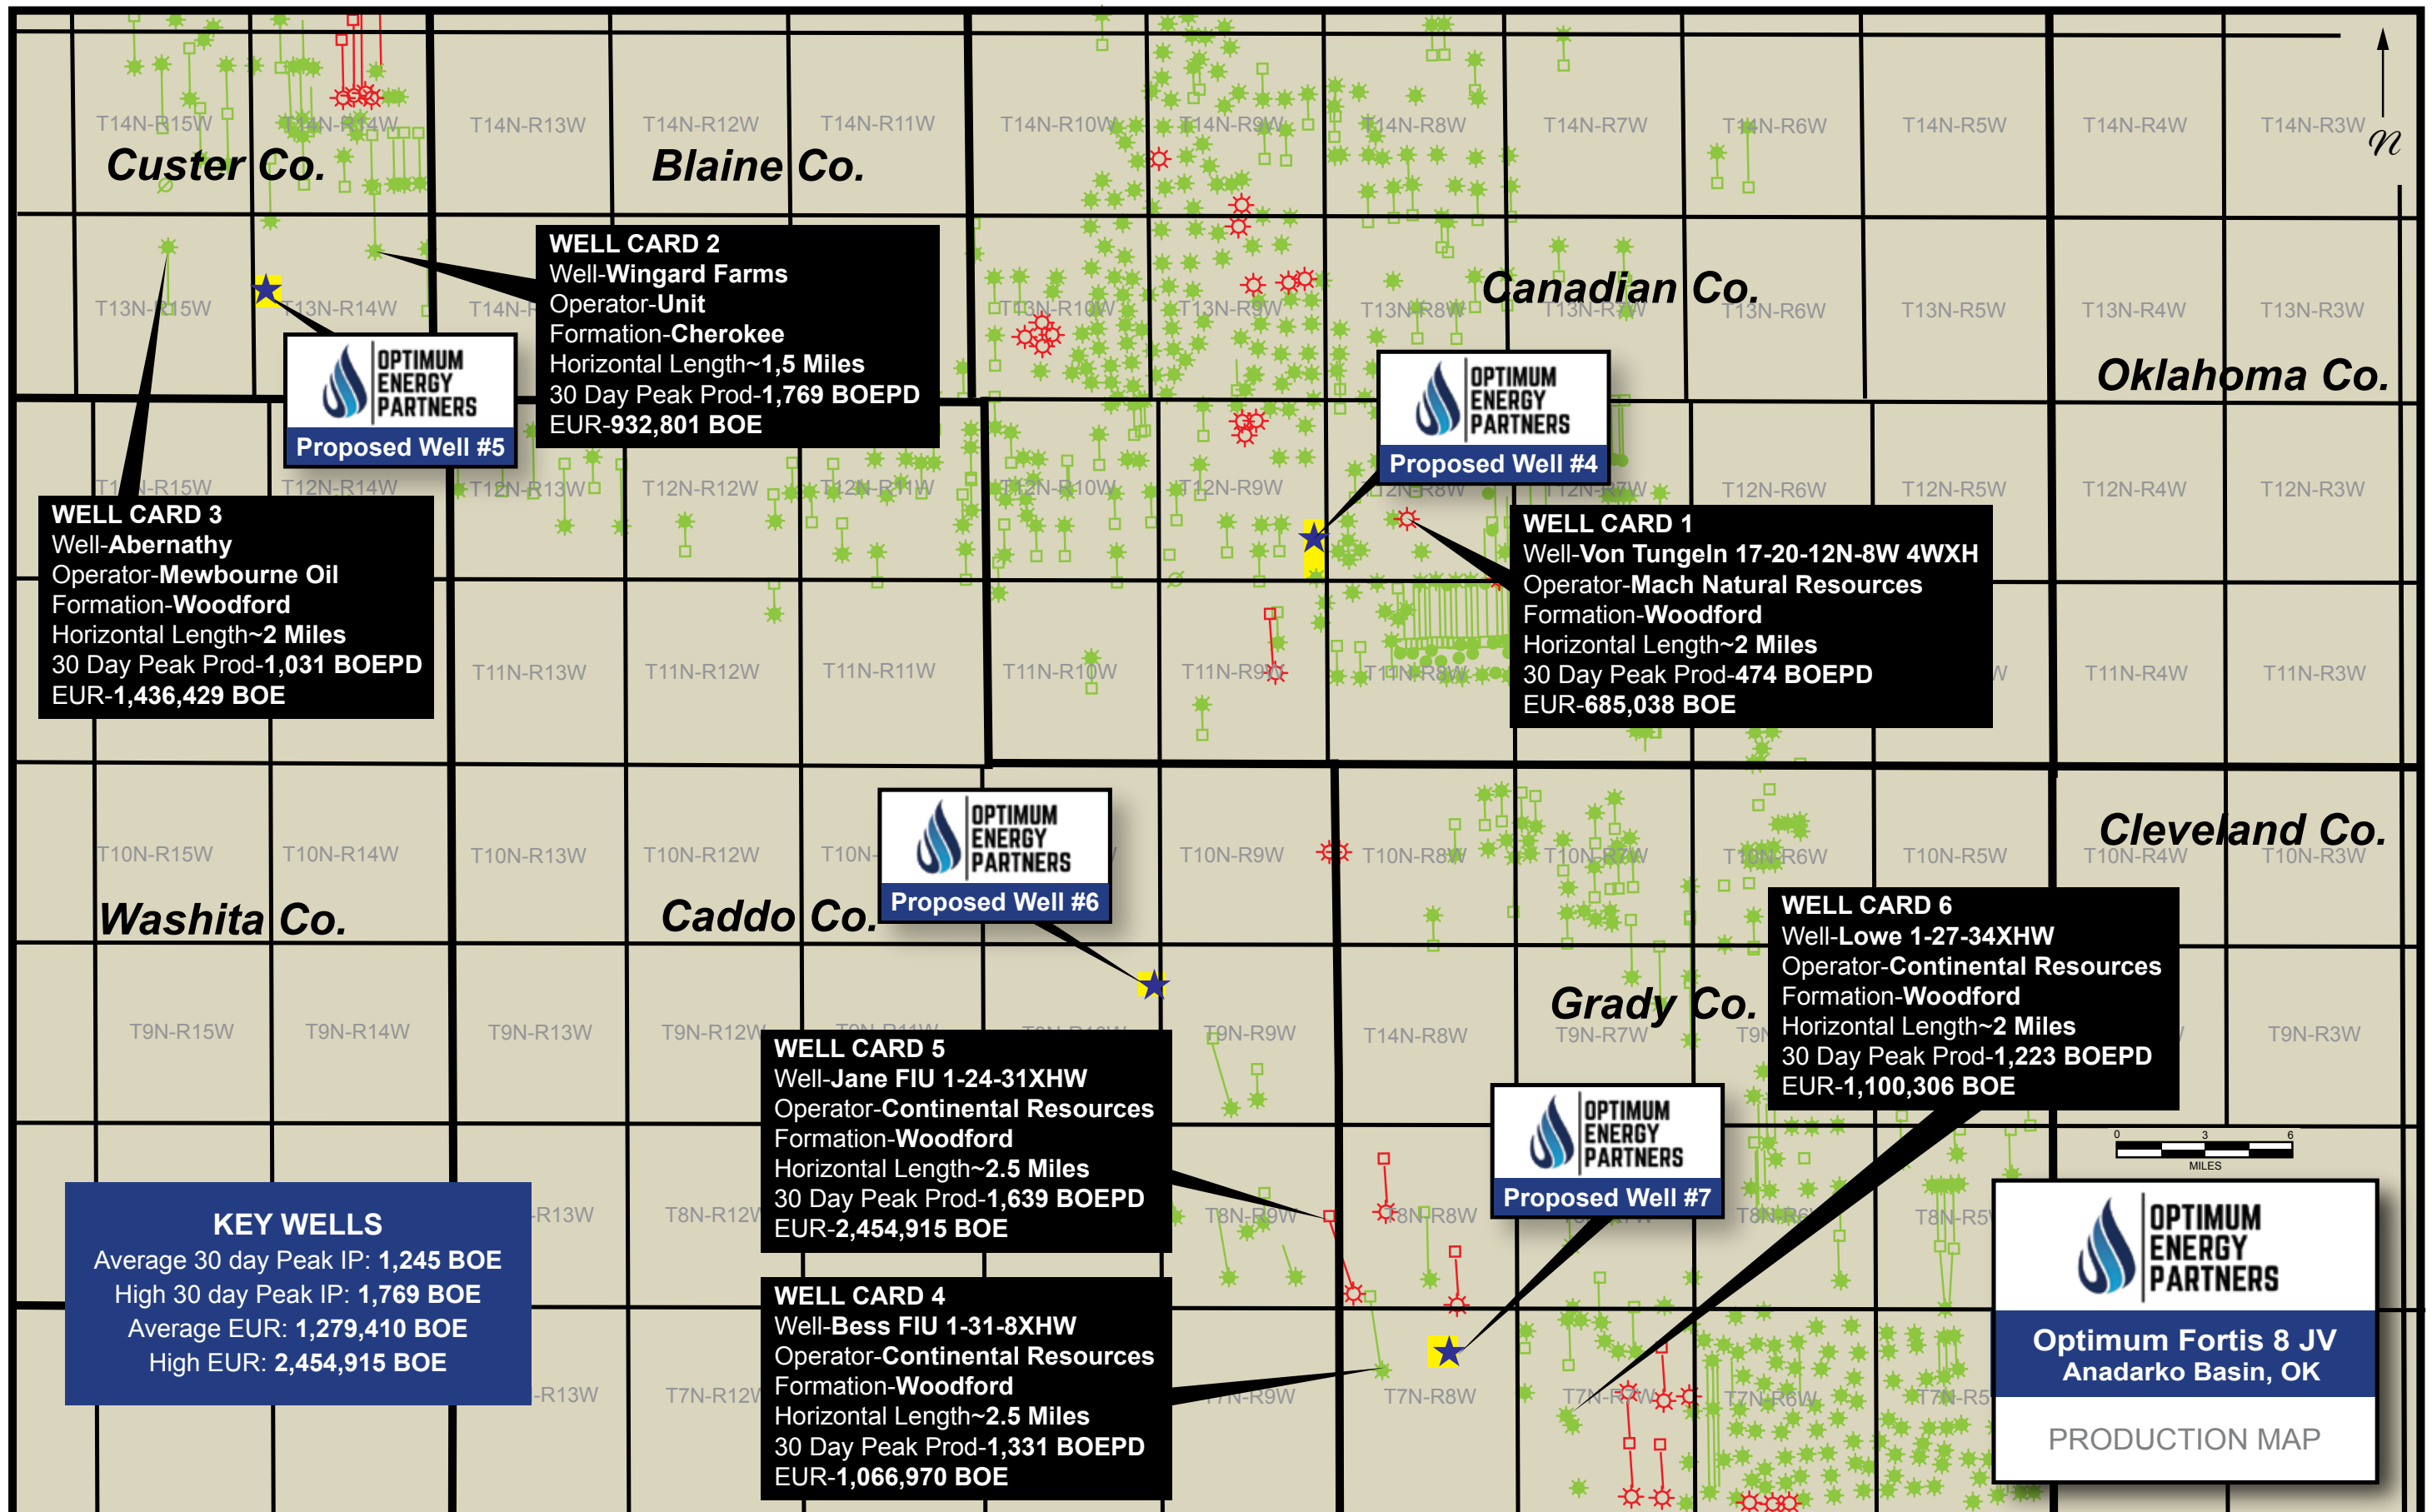 T14N-R15W
T14N-R14W
T14N-R13W
T14N-R12W
T14N-R11W
T14N-R10W
T14N-R9W
T14N-R8W
T14N-R7W
T14N-R6W
T14N-R5W
T14N-R4W
T14N-R3W
n
Custer Co.
Blaine Co.
Canadian Co.
Oklahoma Co.
T13N-R15W
T13N-R14W
T14N-R
T13N-R10W
T13N-R9W
T13N-R8W
T13N-R7W
T13N-R6W
T13N-R5W
T13N-R4W
T13N-R3W
WELL CARD 2
Well-Wingard Farms
Operator-Unit
Formation-Cherokee
Horizontal Length~1,5 Miles
30 Day Peak Prod-1,769 BOEPD
EUR-932,801 BOE
OPTIMUM
ENERGY
PARTNERS
Proposed Well #5
OPTIMUM
ENERGY
PARTNERS
Proposed Well #4
T12N-R14W
T12N-R13W
T12N-R12W
T12N-R11W
T12N-R10W
T12N-R9W
T12N-R8W
T12N-R7W
T12N-R6W
T12N-R5W
T12N-R4W
T12N-R3W
WELL CARD 3
Well-Abernathy
Operator-Mewbourne Oil
Formation-Woodford
Horizontal Length~2 Miles
30 Day Peak Prod-1,031 BOEPD
EUR-1,436,429 BOE
WELL CARD 1
Well-Von Tungeln 17-20-12N-8W 4WXH
Operator-Mach Natural Resources
Formation-Woodford
Horizontal Length~2 Miles
30 Day Peak Prod-474 BOEPD
EUR-685,038 BOE
T11N-R13W
T11N-R12W
T11N-R11W
T11N-R10W
T11N-R9W
T11N-R8W
T11N-R4W
T11N-R3W
OPTIMUM
ENERGY
PARTNERS
Proposed Well #6
T10N-R15W
T10N-R14W
T10N-R13W
T10N-R12W
T10N-
T10N-R9W
T10N-R8W
T10N-R7W
T10N-R6W
T10N-R5W
T10N-R4W
T10N-R3W
Washita Co.
Caddo Co.
Grady Co.
Cleveland Co.
T9N-R15W
T9N-R14W
T9N-R13W
T9N-R12W
T9N-R9W
T14N-R8W
T9N-R7W
T9N-R3W
WELL CARD 6
Well-Lowe 1-27-34XHW
Operator-Continental Resources
Formation-Woodford
Horizontal Length~2 Miles
30 Day Peak Prod-1,223 BOEPD
EUR-1,100,306 BOE
WELL CARD 5
Well-Jane FIU 1-24-31XHW
Operator-Continental Resources
Formation-Woodford
Horizontal Length~2.5 Miles
30 Day Peak Prod-1,639 BOEPD
EUR-2,454,915 BOE
OPTIMUM
ENERGY
PARTNERS
Proposed Well #7
0 3 6
MILES
-R13W
T8N-R12W
T8N-R9W
T8N-R8W
T8N-R5
KEY WELLS
Average 30 day Peak IP: 1,245 BOE
High 30 day Peak IP: 1,769 BOE
Average EUR: 1,279,410 BOE
High EUR: 2,454,915 BOE
WELL CARD 4
Well-Bess FIU 1-31-8XHW
Operator-Continental Resources
Formation-Woodford
Horizontal Length~2.5 Miles
30 Day Peak Prod-1,331 BOEPD
EUR-1,066,970 BOE
-R13W
T7N-R12W
T7N-R9W
T7N-R8W
T7N-R7W
T7N-R6W
T7N-R5
OPTIMUM
ENERGY
PARTNERS
Optimum Fortis 8 JV
Anadarko Basin, OK
PRODUCTION MAP